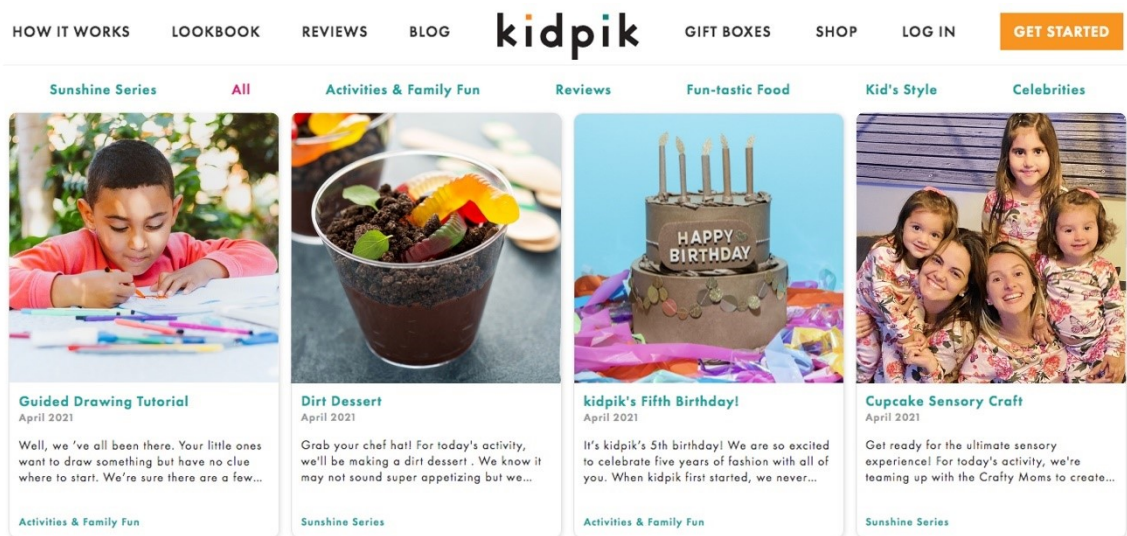 HOW IT WORKS LOOKBOOK REVIEWS BLOG kidpik GIFT BOXES SHOP LOG IN GET STARTED
Sunshine Series All Activities & Family Fun Reviews Fun-tastic Food Kid's Style Celebrities
HAPPY
BIRTHDAY
Guided Drawing Tutorial
April 2021
Well, we ‘ve all been there. Your little ones
want to draw something but have no clue
where to start. We’re sure there are a few...
Activities & Family Fun
Dirt Dessert
April 2021
Grab your chef hat! For today's activity,
we'll be making a dirt dessert . We know it
may not sound super appetizing but we...
Sunshine Series
kidpik's Fifth Birthday!
April 2021
It’s kidpik’s 5th birthday! We are so excited
to celebrate five years of fashion with all of
you. When kidpik first started, we never...
Activities & Family Fun
Cupcake Sensory Craft
April 2021
Get ready for the ultimate sensory
experience! For today's activity, we're
teaming up with the Crafty Moms to create...
Sunshine Series